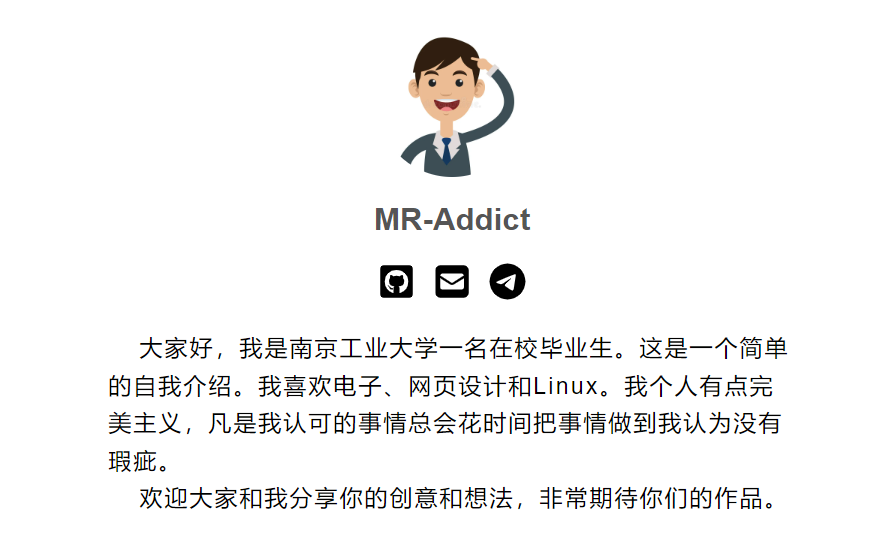 MR-Addict
大家好，我是南京工业大学一名在校毕业生。这是一个简单
的自我介绍。我喜欢电子、网页设计和Linux。我个人有点完
美主义，凡是我认可的事情总会花时间把事情做到我认为没有
瑕疵。
欢迎大家和我分享你的创意和想法，非常期待你们的作品。